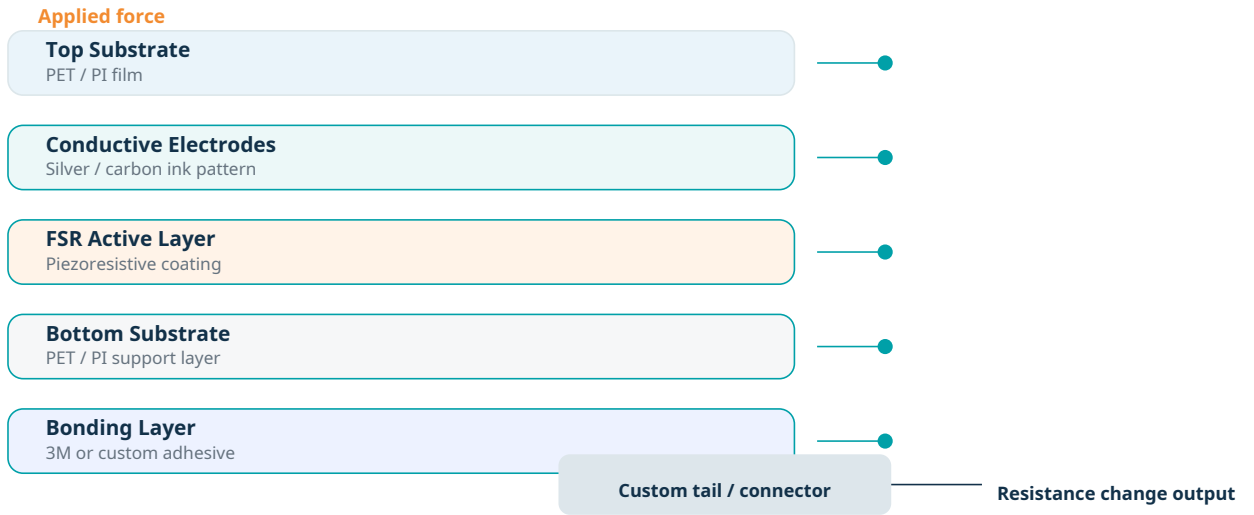 Applied force
Top Substrate
PET / PI film
Conductive Electrodes
Silver / carbon ink pattern
FSR Active Layer
Piezoresistive coating
Bottom Substrate
PET / PI support layer
Bonding Layer
3M or custom adhesive
Custom tail / connector
Resistance change output